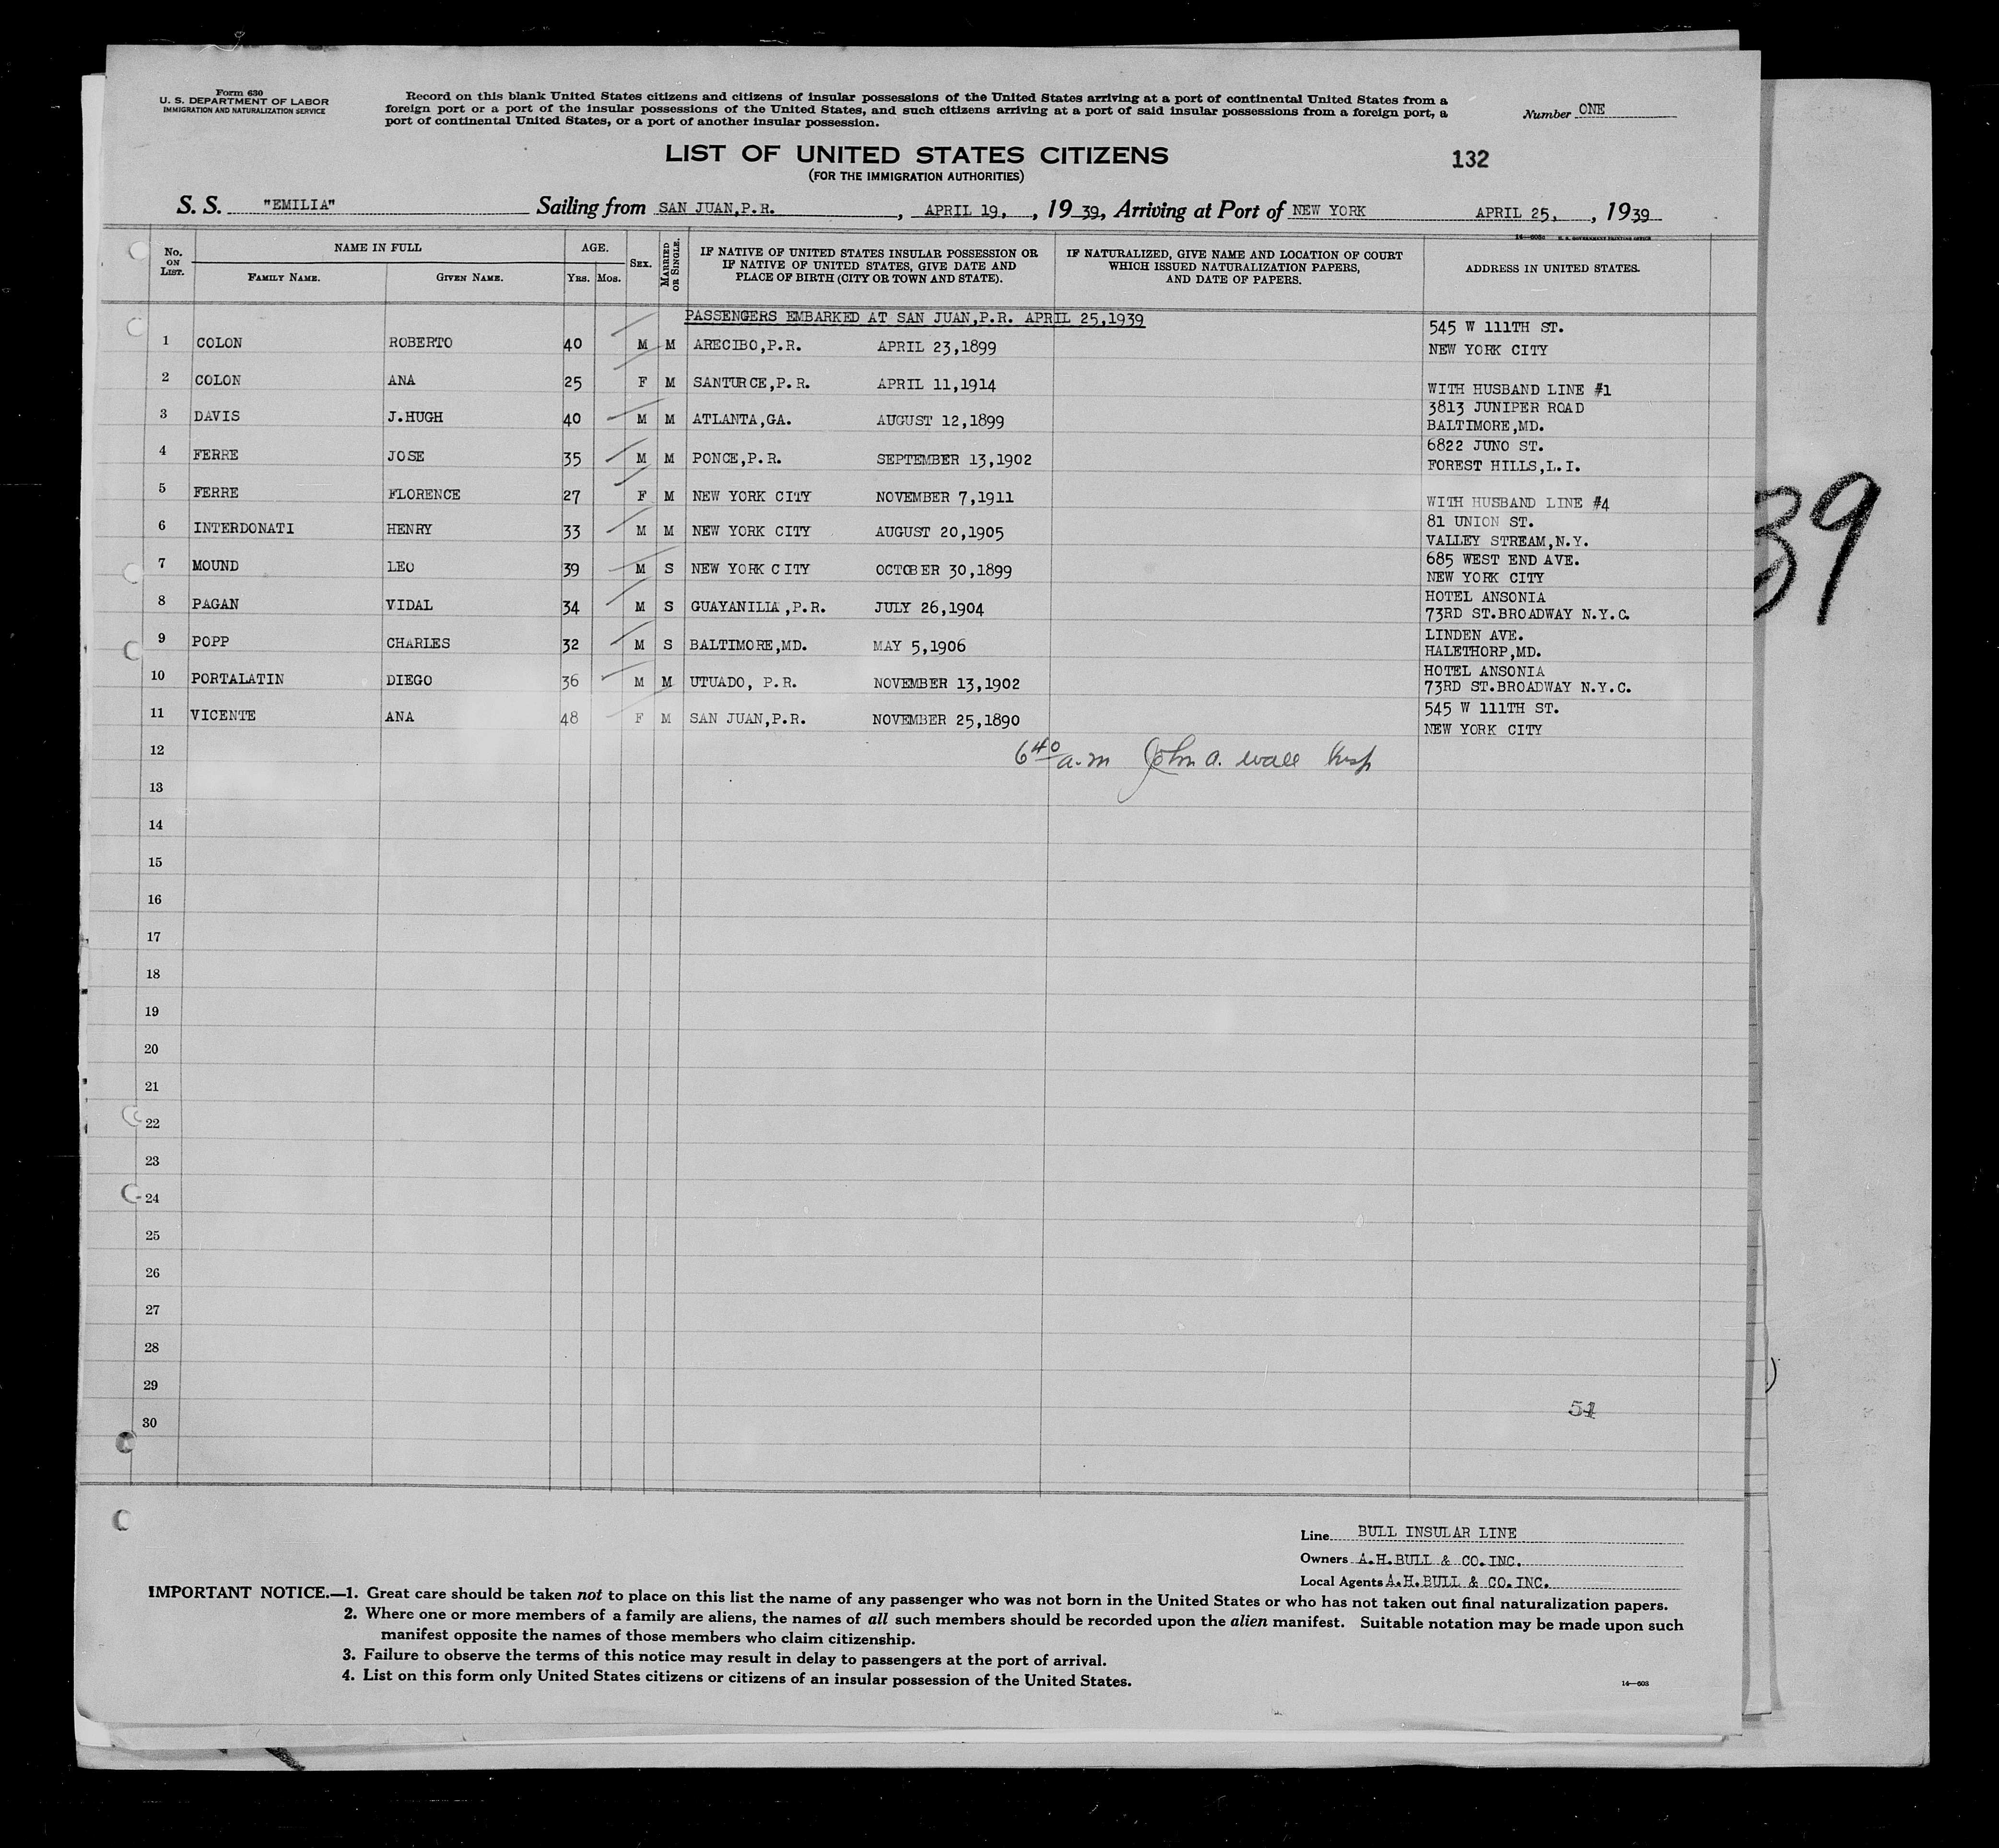 Form 630
U. S. DEPARTMENT OF LABOR
IMMIGRATION AND NATURALIZATION SERVICE
Record on this blank United States citizens and citizens of insular possessions of the United States arriving at a port of continental United States from a
foreign port or a port of the insular possessions of the United States, and such citizens arriving at a port of said insular possessions from a foreign port, a
port of continental United States, or a port of another insular possession.
Number ONE
LIST OF UNITED STATES CITIZENS
(FOR THE IMMIGRATION AUTHORITIES)
132
S. S. "EMILIA" Sailing from SAN JUAN,P.R. , APRIL 19, , 19 39, Arriving at Port of NEW YORK APRIL 25, , 1939
No. ON LIST. NAME IN FULL FAMILY NAME. GIVEN NAME. AGE. YRS. MOS. SEX. MARRIED OR SINGLE. IF NATIVE OF UNITED STATES INSULAR POSSESSION OR IF NATIVE OF UNITED STATES, GIVE DATE AND PLACE OF BIRTH (CITY OR TOWN AND STATE). IF NATURALIZED, GIVE NAME AND LOCATION OF COURT WHICH ISSUED NATURALIZATION PAPERS, AND DATE OF PAPERS. ADDRESS IN UNITED STATES.
PASSENGERS EMBARKED AT SAN JUAN,P.R. APRIL 25,1939
1 COLON ROBERTO 40 M M ARECIBO,P.R. APRIL 23,1899 545 W 111TH ST. NEW YORK CITY
2 COLON ANA 25 F M SANTURCE,P.R. APRIL 11,1914 WITH HUSBAND LINE #1
3 DAVIS J.HUGH 40 M M ATLANTA,GA. AUGUST 12,1899 3813 JUNIPER ROAD BALTIMORE,MD.
4 FERRE JOSE 35 M M PONCE,P.R. SEPTEMBER 13,1902 6822 JUNO ST. FOREST HILLS,L.I.
5 FERRE FLORENCE 27 F M NEW YORK CITY NOVEMBER 7,1911 WITH HUSBAND LINE #4
6 INTERDONATI HENRY 33 M M NEW YORK CITY AUGUST 20,1905 81 UNION ST. VALLEY STREAM,N.Y.
7 MOUND LEO 39 M S NEW YORK CITY OCTOBER 30,1899 685 WEST END AVE. NEW YORK CITY
8 PAGAN VIDAL 34 M S GUAYANILIA,P.R. JULY 26,1904 HOTEL ANSONIA 73RD ST.BROADWAY N.Y.C.
9 POPP CHARLES 32 M S BALTIMORE,MD. MAY 5,1906 LINDEN AVE. HALETHORP,MD.
10 PORTALATIN DIEGO 36 M M UTUADO, P.R. NOVEMBER 13,1902 HOTEL ANSONIA 73RD ST.BROADWAY N.Y.C.
11 VICENTE ANA 48 F M SAN JUAN,P.R. NOVEMBER 25,1890 545 W 111TH ST. NEW YORK CITY
12 6 40 a.m John A. Wall Insp
13
14
15
16
17
18
19
20
21
22
23
24
25
26
27
28
29
30
39
Line BULL INSULAR LINE
Owners A.H.BULL & CO.INC.
Local Agents A.H.BULL & CO.INC.
IMPORTANT NOTICE.—1. Great care should be taken not to place on this list the name of any passenger who was not born in the United States or who has not taken out final naturalization papers.
2. Where one or more members of a family are aliens, the names of all such members should be recorded upon the alien manifest. Suitable notation may be made upon such
manifest opposite the names of those members who claim citizenship.
3. Failure to observe the terms of this notice may result in delay to passengers at the port of arrival.
4. List on this form only United States citizens or citizens of an insular possession of the United States.
14—608